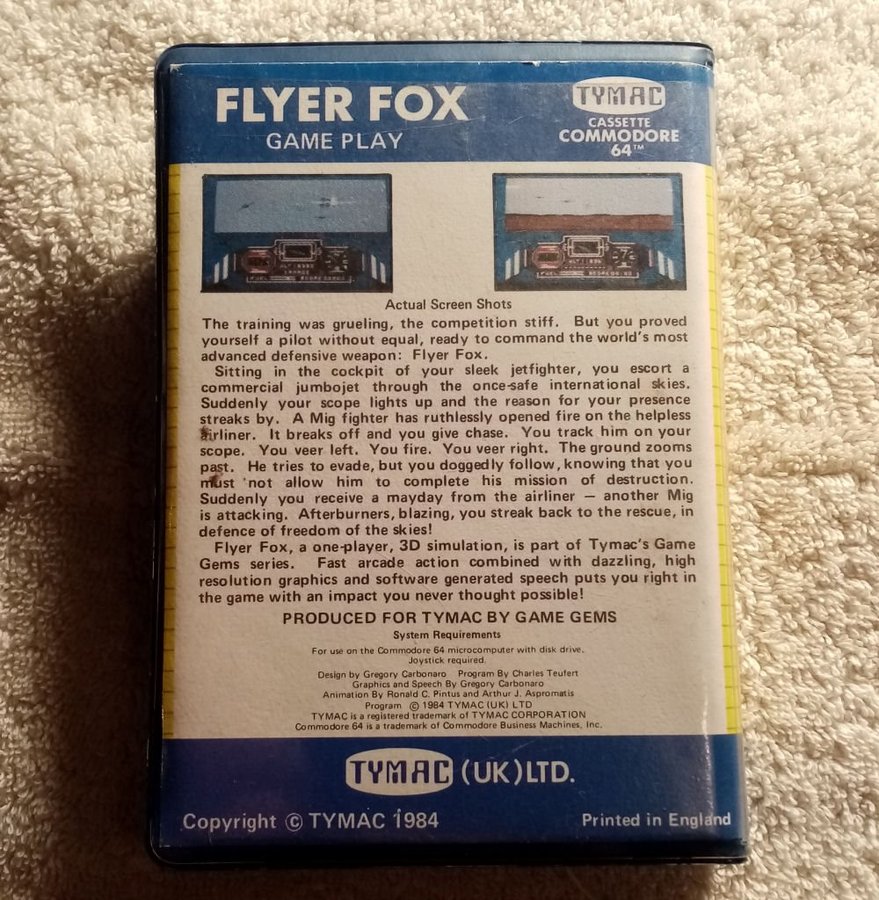 FLYER FOX
GAME PLAY
TYMAC
CASSETTE
COMMODORE
64™
Actual Screen Shots
The training was grueling, the competition stiff. But you proved
yourself a pilot without equal, ready to command the world's most
advanced defensive weapon: Flyer Fox.
Sitting in the cockpit of your sleek jetfighter, you escort a
commercial jumbojet through the once-safe international skies.
Suddenly your scope lights up and the reason for your presence
streaks by. A Mig fighter has ruthlessly opened fire on the helpless
airliner. It breaks off and you give chase. You track him on your
scope. You veer left. You fire. You veer right. The ground zooms
past. He tries to evade, but you doggedly follow, knowing that you
must not allow him to complete his mission of destruction.
Suddenly you receive a mayday from the airliner — another Mig
is attacking. Afterburners, blazing, you streak back to the rescue, in
defence of freedom of the skies!
Flyer Fox, a one-player, 3D simulation, is part of Tymac's Game
Gems series. Fast arcade action combined with dazzling, high
resolution graphics and software generated speech puts you right in
the game with an impact you never thought possible!
PRODUCED FOR TYMAC BY GAME GEMS
System Requirements
For use on the Commodore 64 microcomputer with disk drive.
Joystick required.
Design by Gregory Carbonaro Program By Charles Teufert
Graphics and Speech By Gregory Carbonaro
Animation By Ronald C. Pintus and Arthur J. Aspromatis
Program © 1984 TYMAC (UK) LTD
TYMAC is a registered trademark of TYMAC CORPORATION
Commodore 64 is a trademark of Commodore Business Machines, Inc.
TYMAC (UK) LTD.
Copyright © TYMAC 1984
Printed in England